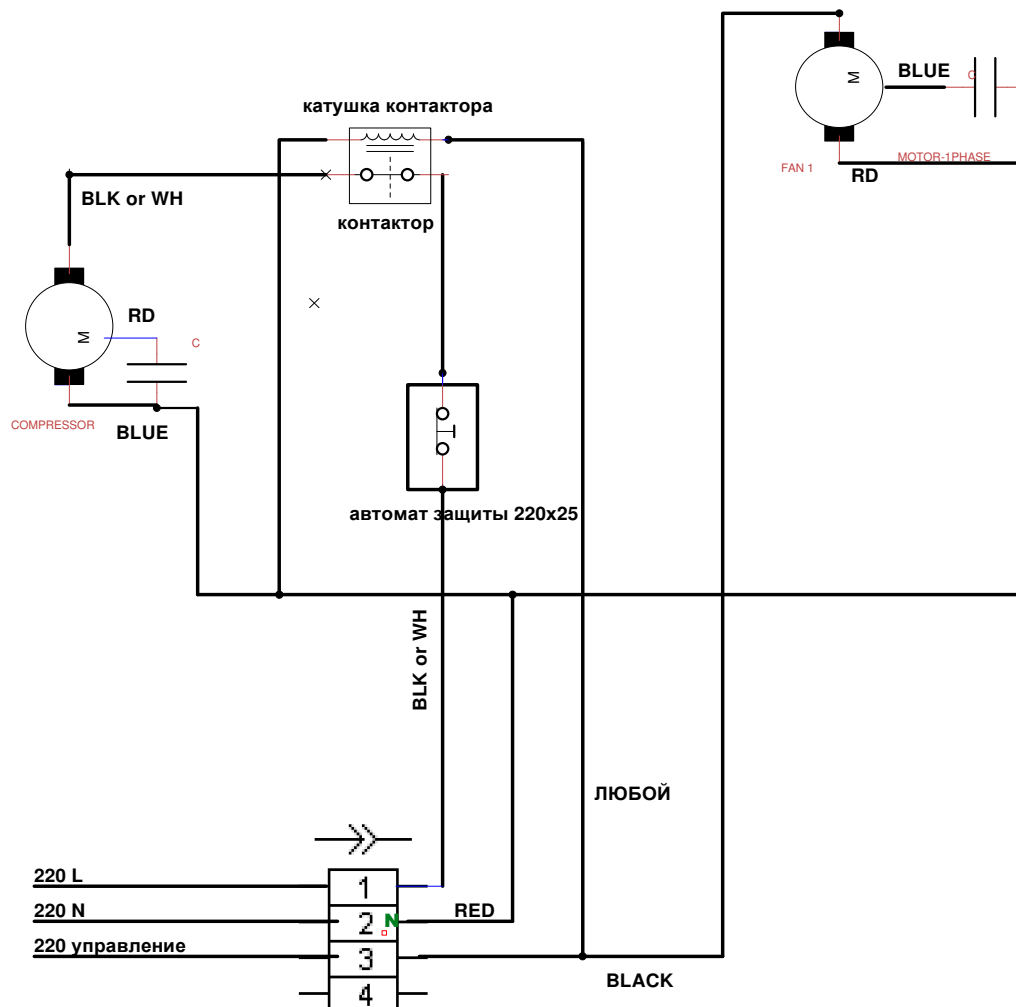 M
BLUE
C
катушка контактора
FAN 1
MOTOR-1PHASE
RD
BLK or WH
контактор
RD
M
C
COMPRESSOR
BLUE
автомат защиты 220х25
BLK or WH
ЛЮБОЙ
220 L
1
220 N
2
N
RED
220 управление
3
BLACK
4